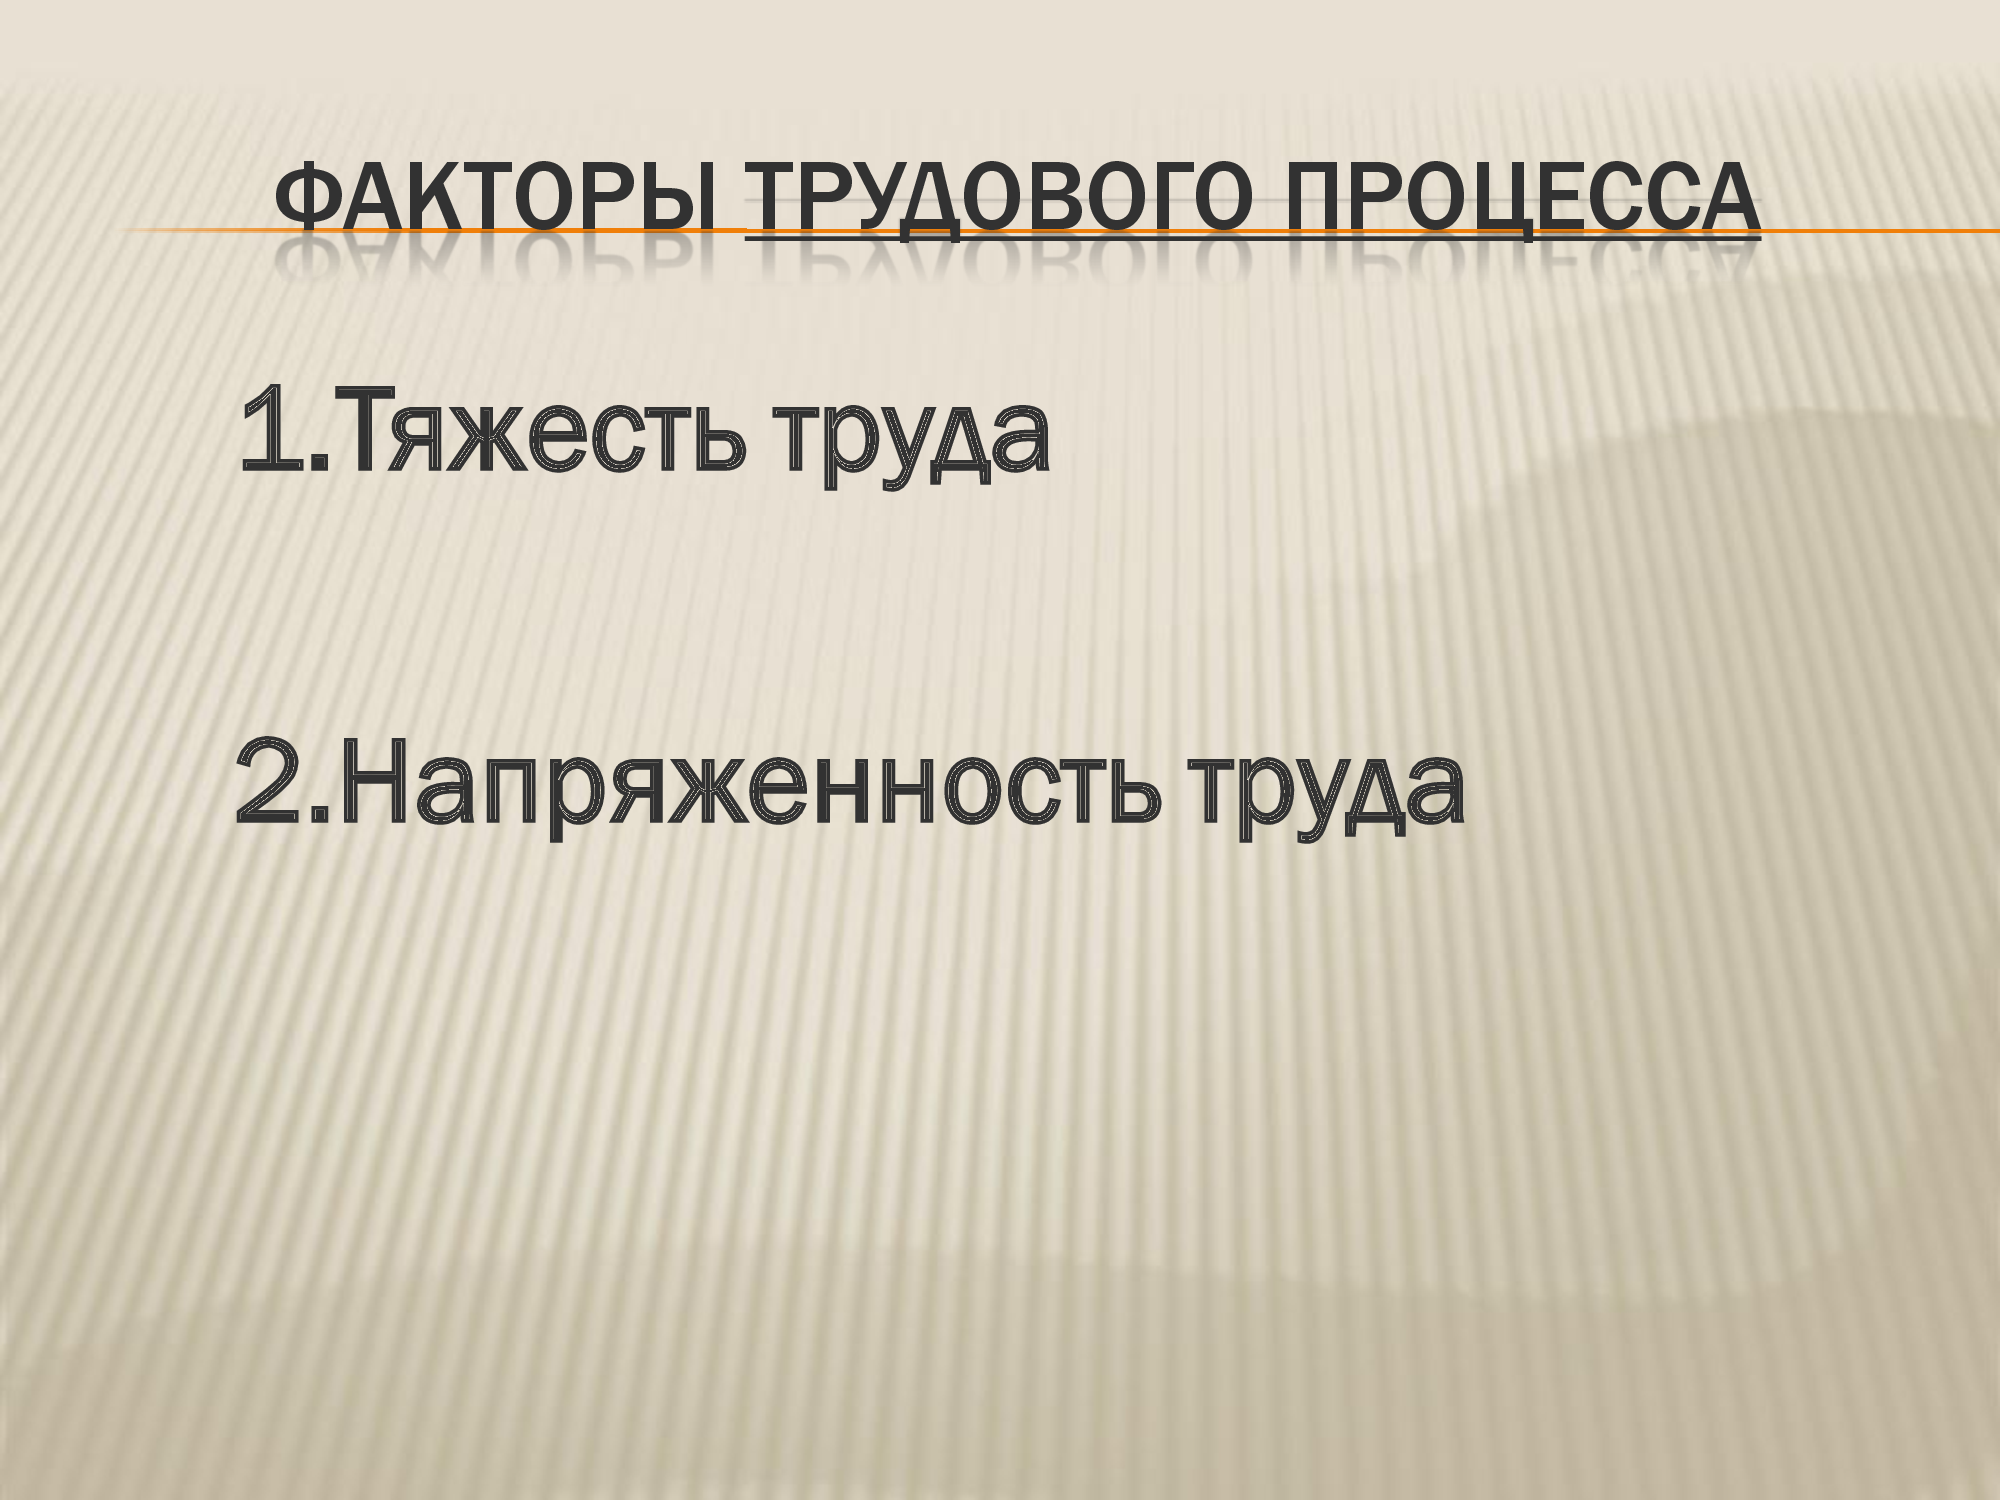 ФАКТОРЫ ТРУДОВОГО ПРОЦЕССА
1.Тяжесть труда
2.Напряженность труда